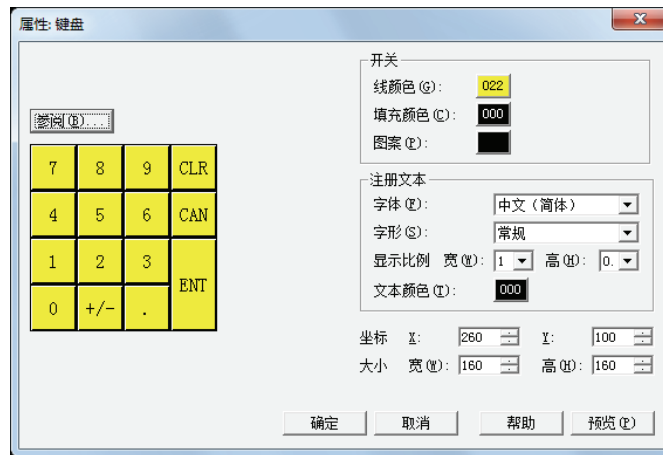 属性: 键盘
参阅(B)...
7 8 9 CLR
4 5 6 CAN
1 2 3
ENT
0 +/- .
开关
线颜色(G): 022
填充颜色(C): 000
图案(P):
注册文本
字体(F): 中文（简体）
字形(S): 常规
显示比例 宽(W): 1 高(H): 0.
文本颜色(T): 000
坐标 X: 260 Y: 100
大小 宽(W): 160 高(H): 160
确定 取消 帮助 预览(P)